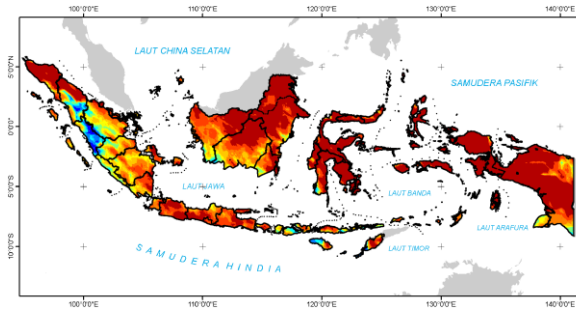 100°0'0"E 110°0'0"E 120°0'0"E 130°0'0"E 140°0'0"E
LAUT CHINA SELATAN
5°0'0"N
SAMUDERA PASIFIK
0°0'0"
LAUT JAWA
LAUT BANDA
5°0'0"S
LAUT ARAFURA
LAUT TIMOR
10°0'0"S
SAMUDERA HINDIA
100°0'0"E 110°0'0"E 120°0'0"E 130°0'0"E 140°0'0"E